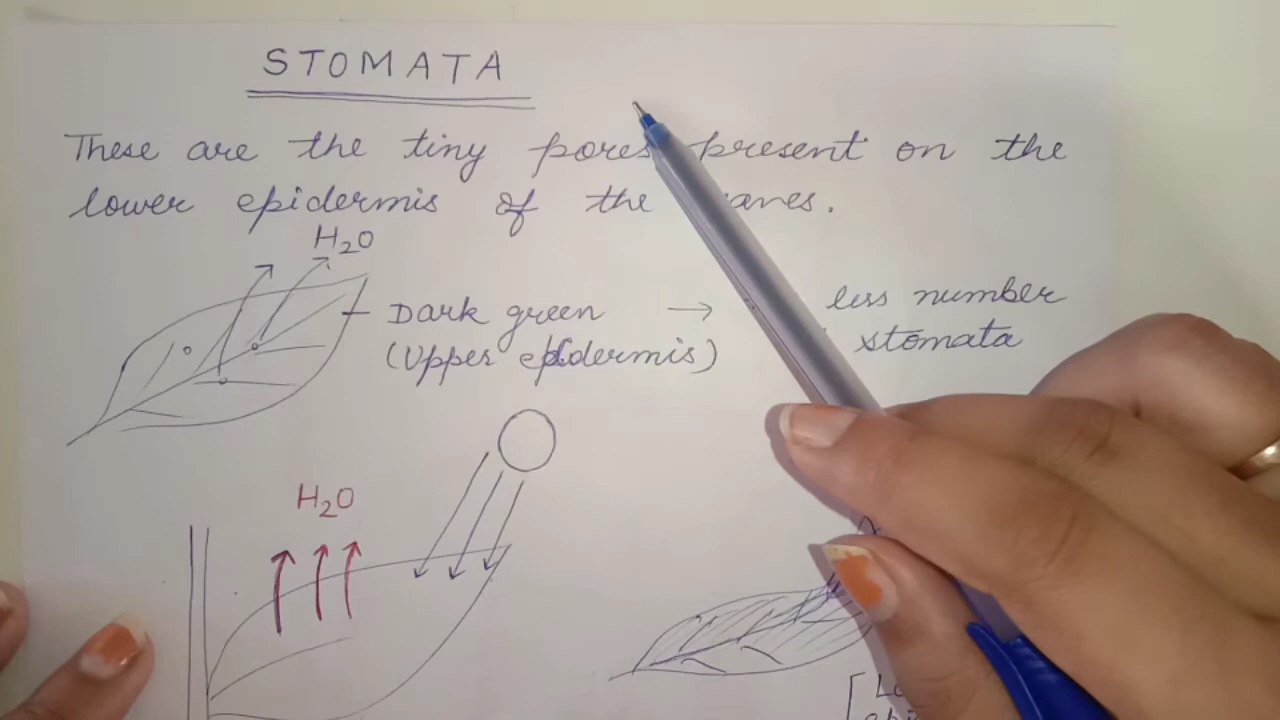 STOMATA
These are the tiny pores present on the
lower epidermis of the
H₂O
Dark green → less number
(Upper epidermis) stomata
H₂O